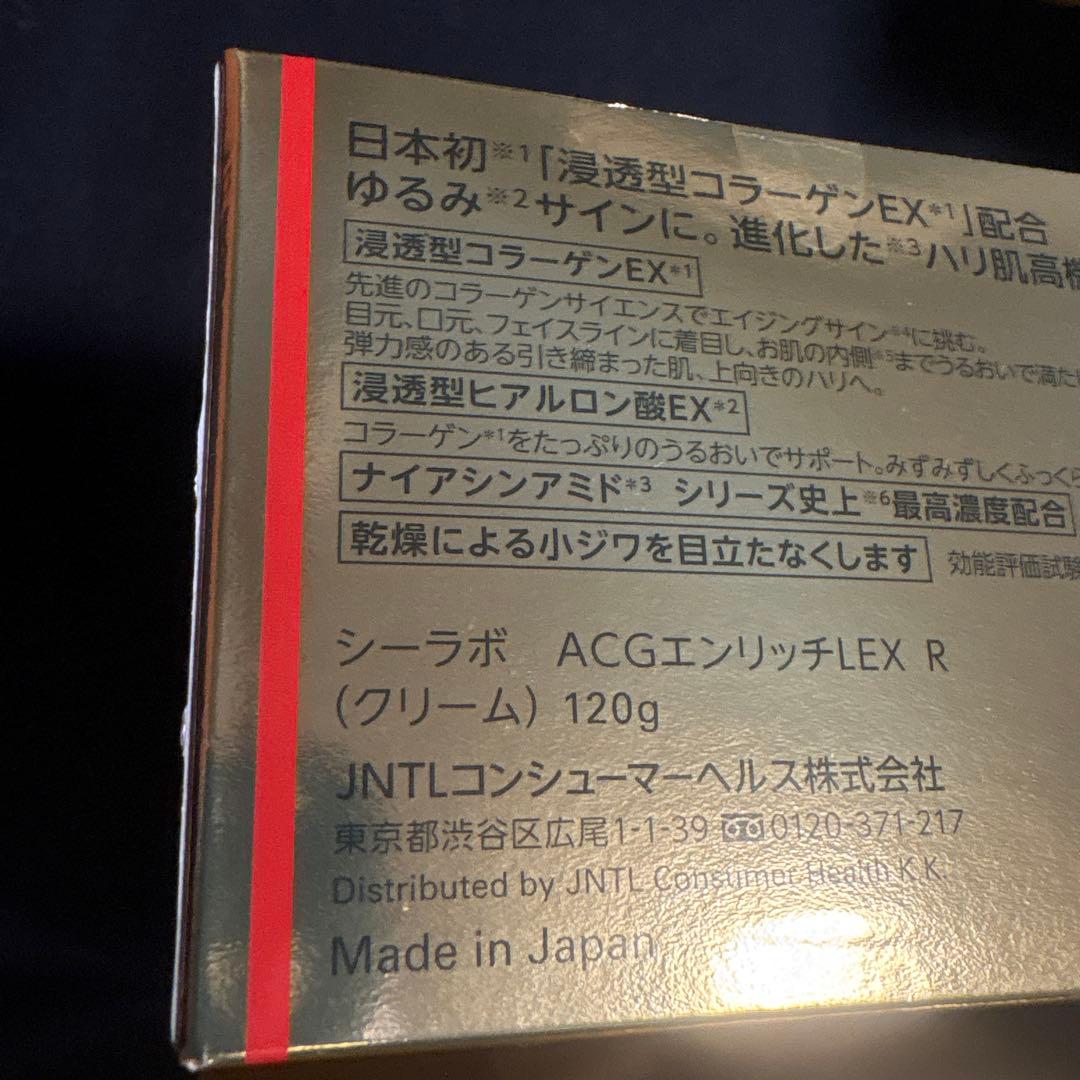 日本初※1「浸透型コラーゲンEX*1」配合
ゆるみ※2サインに。進化した※3ハリ肌高機
浸透型コラーゲンEX*1
先進のコラーゲンサイエンスでエイジングサイン※4に挑む。
目元、口元、フェイスラインに着目し、お肌の内側※5までうるおいで満た
弾力感のある引き締まった肌、上向きのハリへ。
浸透型ヒアルロン酸EX*2
コラーゲン*1をたっぷりのうるおいでサポート。みずみずしくふっくら
ナイアシンアミド*3 シリーズ史上※6最高濃度配合
乾燥による小ジワを目立たなくします 効能評価試験
シーラボ ACGエンリッチLEX R
(クリーム) 120g
JNTLコンシューマーヘルス株式会社
東京都渋谷区広尾1-1-39 0120-371-217
Distributed by JNTL Consumer Health K.K.
Made in Japan